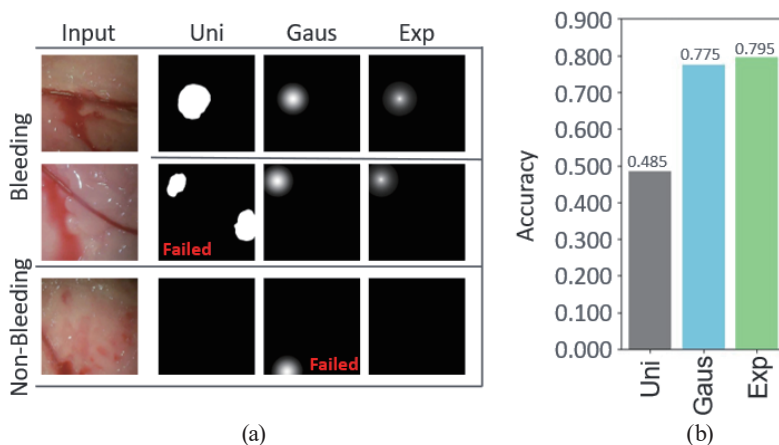 Input Uni Gaus Exp
Bleeding
Failed
Non-Bleeding
Failed
(a)
0.900
0.800
0.700
0.600
0.500
0.400
0.300
0.200
0.100
0.000
Accuracy
0.485
0.775
0.795
Uni
Gaus
Exp
(b)